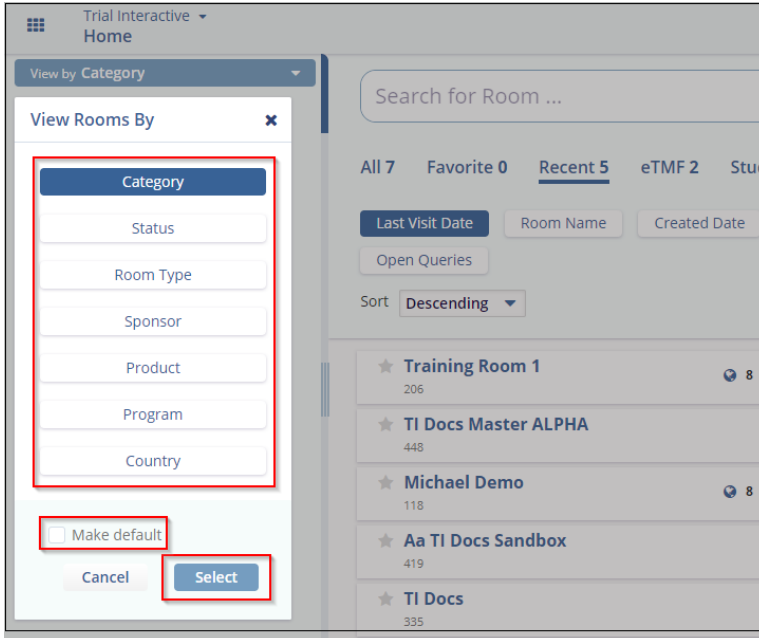 Trial Interactive
Home
View by Category
View Rooms By
Category
Status
Room Type
Sponsor
Product
Program
Country
Make default
Cancel
Select
Search for Room ...
All 7 Favorite 0 Recent 5 eTMF 2 Stu
Last Visit Date Room Name Created Date
Open Queries
Sort Descending
Training Room 1
206
8
TI Docs Master ALPHA
448
Michael Demo
118
8
Aa TI Docs Sandbox
419
TI Docs
335